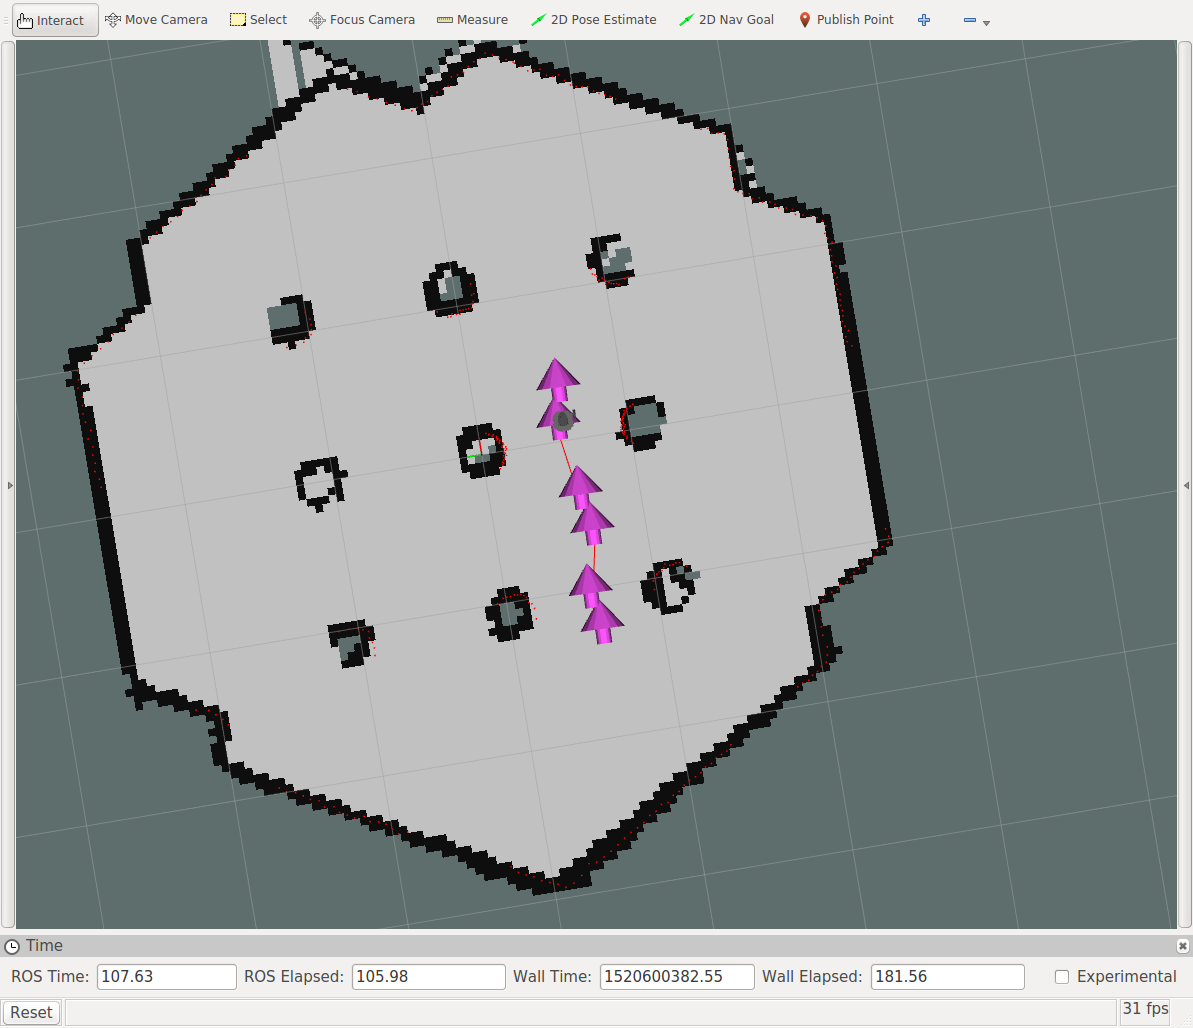 Interact Move Camera Select Focus Camera Measure 2D Pose Estimate 2D Nav Goal Publish Point
Time
ROS Time: 107.63 ROS Elapsed: 105.98 Wall Time: 1520600382.55 Wall Elapsed: 181.56 Experimental
Reset 31 fps